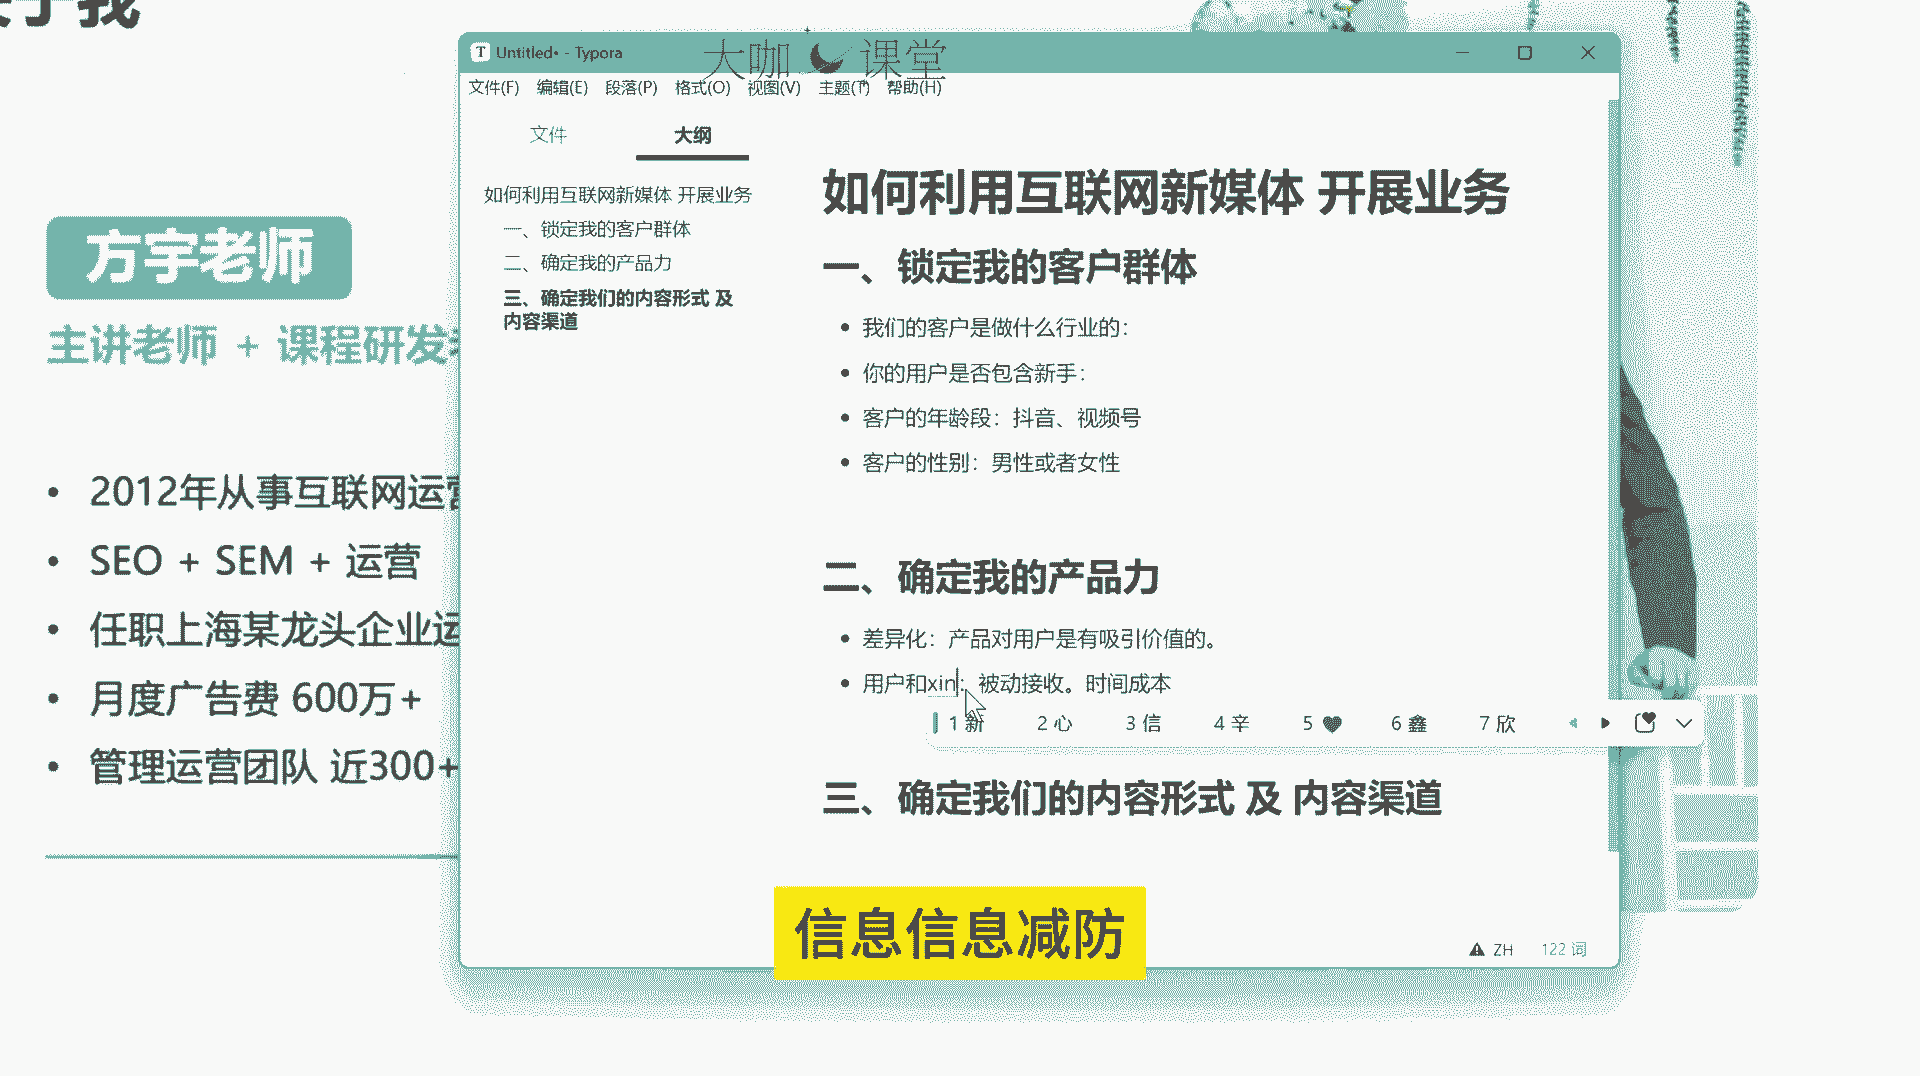 Untitled• - Typora
大咖 课堂
文件(F) 编辑(E) 段落(P) 格式(O) 视图(V) 主题(T) 帮助(H)
文件 大纲
如何利用互联网新媒体 开展业务
一、锁定我的客户群体
二、确定我的产品力
三、确定我们的内容形式 及
内容渠道
如何利用互联网新媒体 开展业务
一、锁定我的客户群体
• 我们的客户是做什么行业的：
• 你的用户是否包含新手：
• 客户的年龄段：抖音、视频号
• 客户的性别：男性或者女性
二、确定我的产品力
• 差异化：产品对用户是有吸引价值的。
• 用户和xin：被动接收。时间成本
1 新 2 心 3 信 4 辛 5 ♥ 6 鑫 7 欣
三、确定我们的内容形式 及 内容渠道
ZH 122 词
方宇老师
主讲老师 + 课程研发
• 2012年从事互联网运营
• SEO + SEM + 运营
• 任职上海某龙头企业运
• 月度广告费 600万+
• 管理运营团队 近300+
信息信息减防